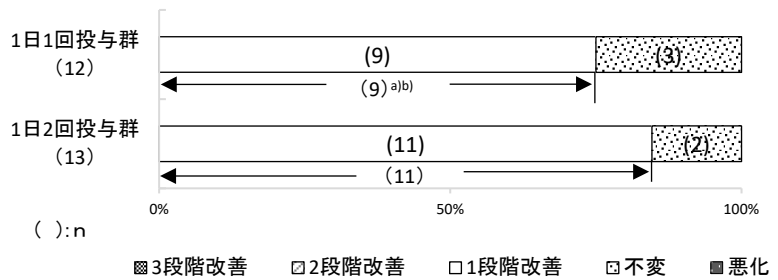 1日1回投与群
（12）
(9)
(3)
（9）a)b)
1日2回投与群
（13）
(11)
(2)
（11）
0%
50%
100%
（ ）:n
3段階改善 2段階改善 1段階改善 不変 悪化